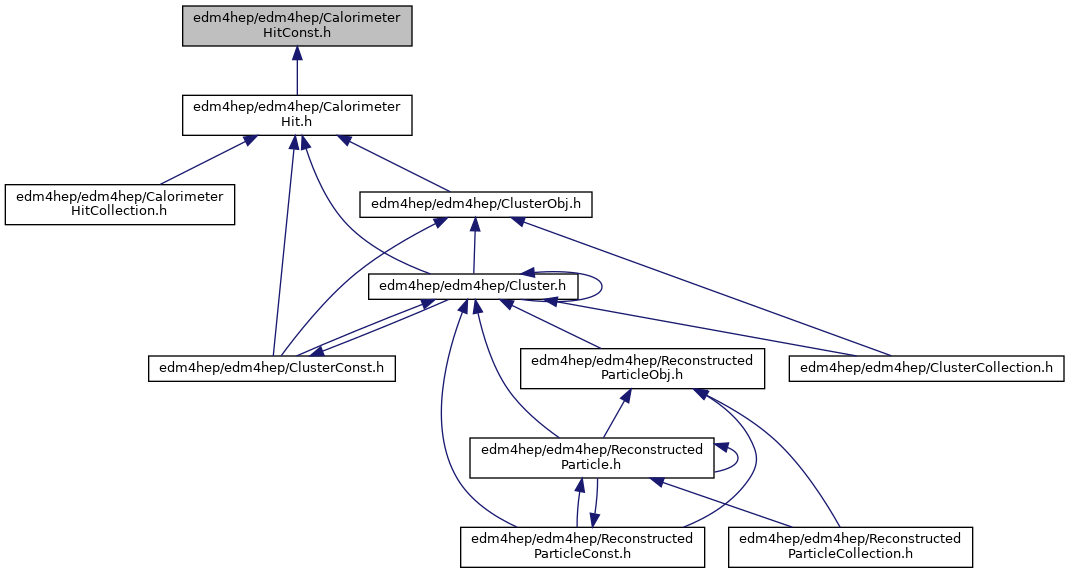 edm4hep/edm4hep/Calorimeter
HitConst.h
edm4hep/edm4hep/Calorimeter
Hit.h
edm4hep/edm4hep/Calorimeter
HitCollection.h
edm4hep/edm4hep/ClusterObj.h
edm4hep/edm4hep/Cluster.h
edm4hep/edm4hep/ClusterConst.h
edm4hep/edm4hep/Reconstructed
ParticleObj.h
edm4hep/edm4hep/ClusterCollection.h
edm4hep/edm4hep/Reconstructed
Particle.h
edm4hep/edm4hep/Reconstructed
ParticleConst.h
edm4hep/edm4hep/Reconstructed
ParticleCollection.h